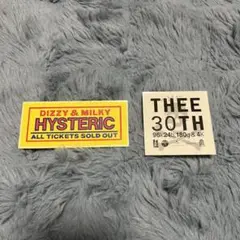 DIZZY & MILKY
HYSTERIC
ALL TICKETS SOLD OUT
THEE
30TH